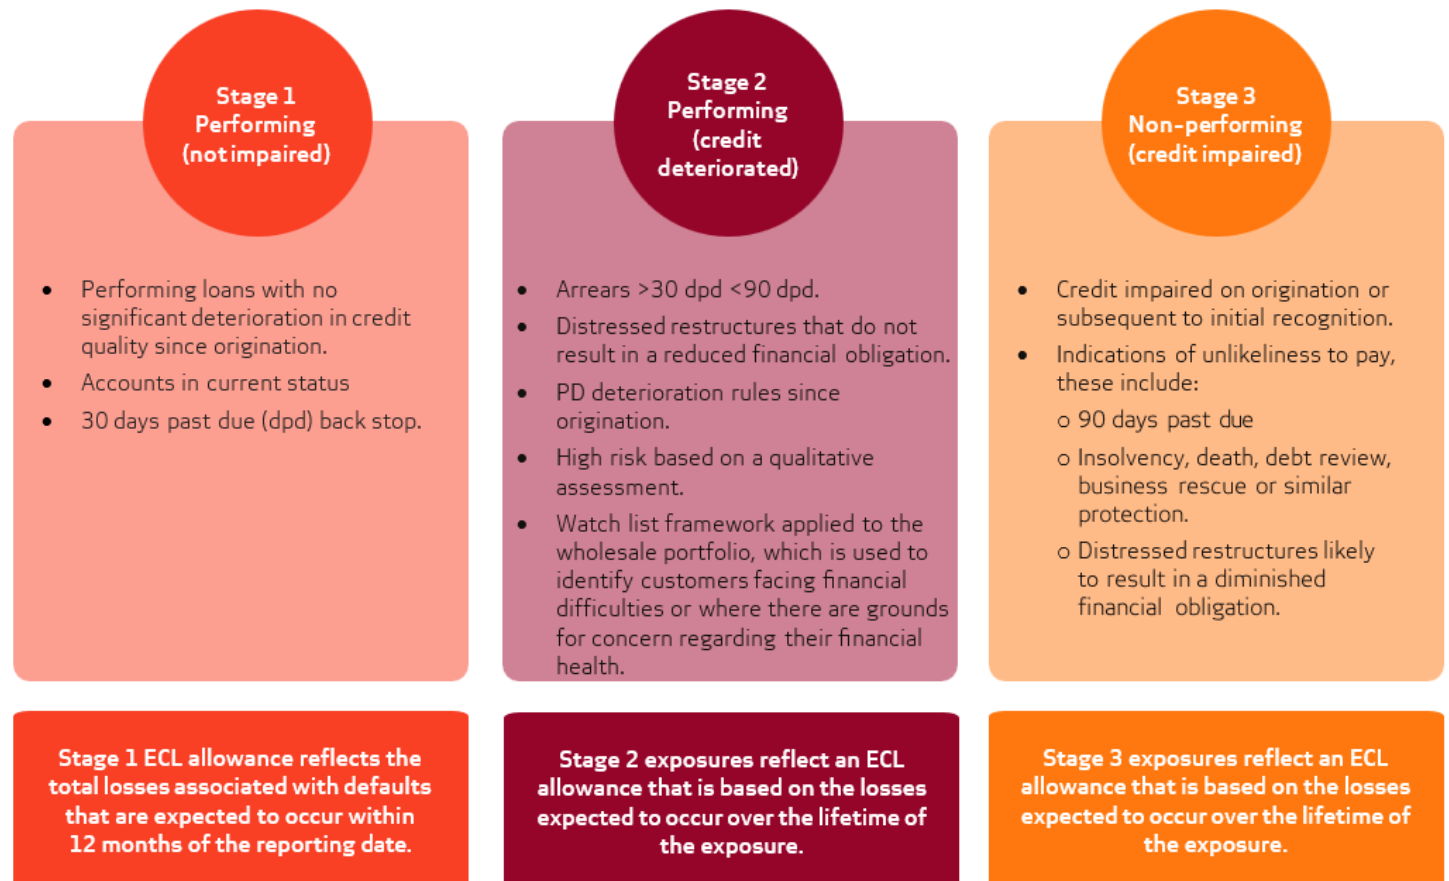 Stage 1
Performing
(not impaired)
• Performing loans with no
significant deterioration in credit
quality since origination.
• Accounts in current status
• 30 days past due (dpd) back stop.
Stage 1 ECL allowance reflects the
total losses associated with defaults
that are expected to occur within
12 months of the reporting date.
Stage 2
Performing
(credit
deteriorated)
• Arrears >30 dpd <90 dpd.
• Distressed restructures that do not
result in a reduced financial obligation.
• PD deterioration rules since
origination.
• High risk based on a qualitative
assessment.
• Watch list framework applied to the
wholesale portfolio, which is used to
identify customers facing financial
difficulties or where there are grounds
for concern regarding their financial
health.
Stage 2 exposures reflect an ECL
allowance that is based on the losses
expected to occur over the lifetime of
the exposure.
Stage 3
Non-performing
(credit impaired)
• Credit impaired on origination or
subsequent to initial recognition.
• Indications of unlikeliness to pay,
these include:
o 90 days past due
o Insolvency, death, debt review,
business rescue or similar
protection.
o Distressed restructures likely
to result in a diminished
financial obligation.
Stage 3 exposures reflect an ECL
allowance that is based on the losses
expected to occur over the lifetime of
the exposure.